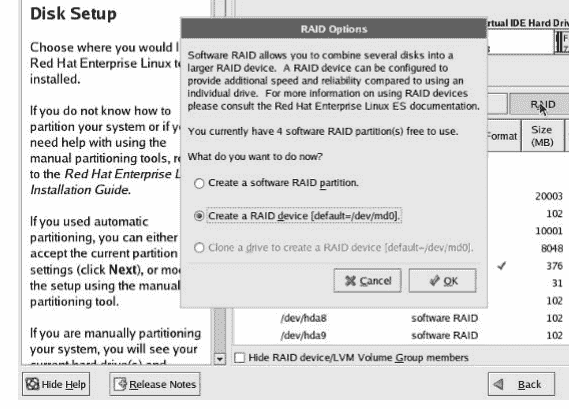 Disk Setup
Choose where you would l
Red Hat Enterprise Linux t
installed.
If you do not know how to
partition your system or if y
need help with using the
manual partitioning tools, r
to the Red Hat Enterprise L
Installation Guide.
If you used automatic
partitioning, you can either
accept the current partition
settings (click Next), or mo
the setup using the manual
partitioning tool.
If you are manually partitioning
your system, you will see your
current hard drive(s) and
RAID Options
Software RAID allows you to combine several disks into a
larger RAID device. A RAID device can be configured to
provide additional speed and reliability compared to using an
individual drive. For more information on using RAID devices
please consult the Red Hat Enterprise Linux ES documentation.
You currently have 4 software RAID partition(s) free to use.
What do you want to do now?
Create a software RAID partition.
Create a RAID device [default=/dev/md0].
Clone a drive to create a RAID device [default=/dev/md0].
Cancel
OK
rtual IDE Hard Driv
RAID
ormat
Size
(MB)
20003
102
10001
8048
376
31
102
/dev/hda8 software RAID 102
/dev/hda9 software RAID 102
Hide RAID device/LVM Volume Group members
Hide Help
Release Notes
Back